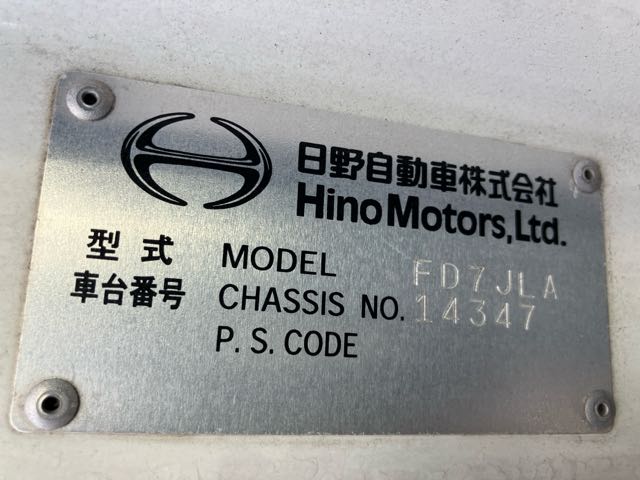 日野自動車株式会社
Hino Motors, Ltd.
型式 MODEL FD7JLA
車台番号 CHASSIS NO. 14347
P. S. CODE